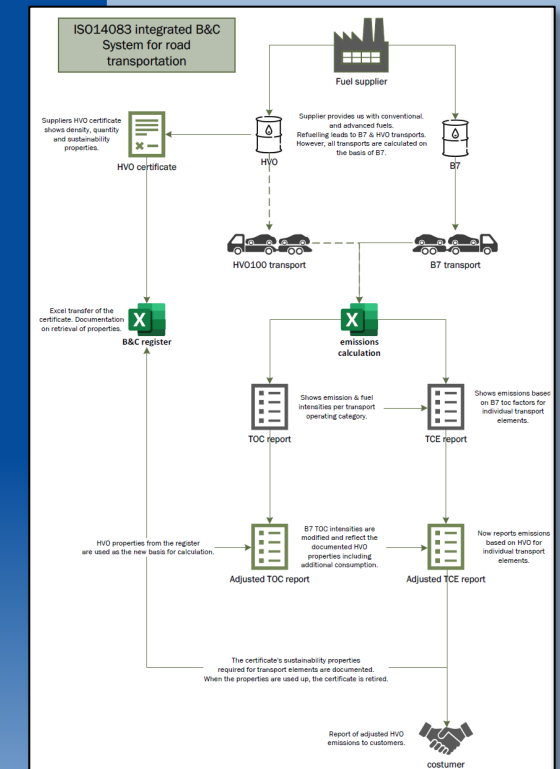 ISO14083 integrated B&C
System for road
transportation
Fuel supplier
Suppliers HVO certificate
shows density, quantity
and sustainability
properties.
HVO certificate
HVO
Supplier provides us with conventional
and advanced fuels.
Refuelling leads to B7 & HVO transports.
However, all transports are calculated on
the basis of B7.
B7
HVO100 transport
B7 transport
Excel transfer of the
certificate. Documentation
on retrieval of properties.
X
B&C register
X
emissions
calculation
Shows emission & fuel
intensities per transport
operating category.
Shows emissions based
on B7 toc factors for
individual transport
elements.
TOC report
TCE report
HVO properties from the register
are used as the new basis for calculation.
B7 TOC intensities are
modified and reflect the
documented HVO
properties including
additional consumption.
Now reports emissions
based on HVO for
individual transport
elements.
Adjusted TOC report
Adjusted TCE report
The certificate's sustainability properties
required for transport elements are documented.
When the properties are used up, the certificate is retired.
Report of adjusted HVO
emissions to customers.
costumer